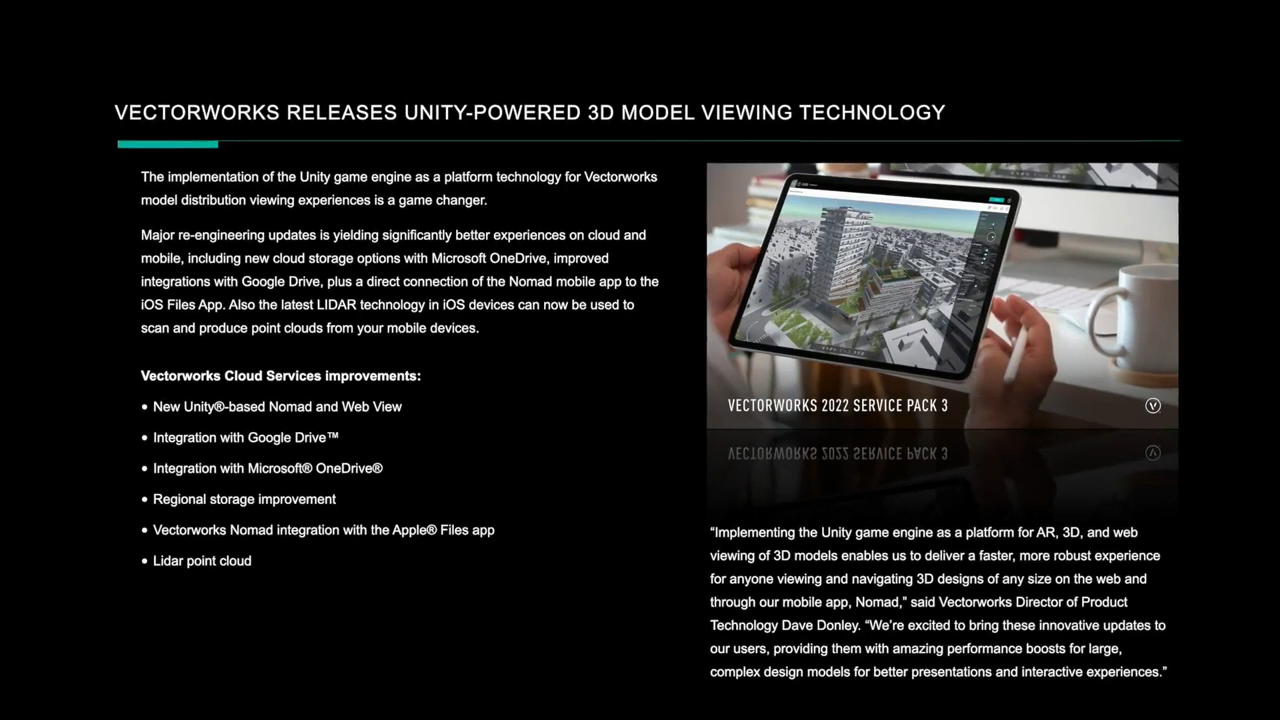 VECTORWORKS RELEASES UNITY-POWERED 3D MODEL VIEWING TECHNOLOGY
The implementation of the Unity game engine as a platform technology for Vectorworks
model distribution viewing experiences is a game changer.
Major re-engineering updates is yielding significantly better experiences on cloud and
mobile, including new cloud storage options with Microsoft OneDrive, improved
integrations with Google Drive, plus a direct connection of the Nomad mobile app to the
iOS Files App. Also the latest LIDAR technology in iOS devices can now be used to
scan and produce point clouds from your mobile devices.
Vectorworks Cloud Services improvements:
• New Unity®-based Nomad and Web View
• Integration with Google Drive™
• Integration with Microsoft® OneDrive®
• Regional storage improvement
• Vectorworks Nomad integration with the Apple® Files app
• Lidar point cloud
VECTORWORKS 2022 SERVICE PACK 3
VECTORWORKS 2022 SERVICE PACK 3
“Implementing the Unity game engine as a platform for AR, 3D, and web
viewing of 3D models enables us to deliver a faster, more robust experience
for anyone viewing and navigating 3D designs of any size on the web and
through our mobile app, Nomad,” said Vectorworks Director of Product
Technology Dave Donley. “We’re excited to bring these innovative updates to
our users, providing them with amazing performance boosts for large,
complex design models for better presentations and interactive experiences.”